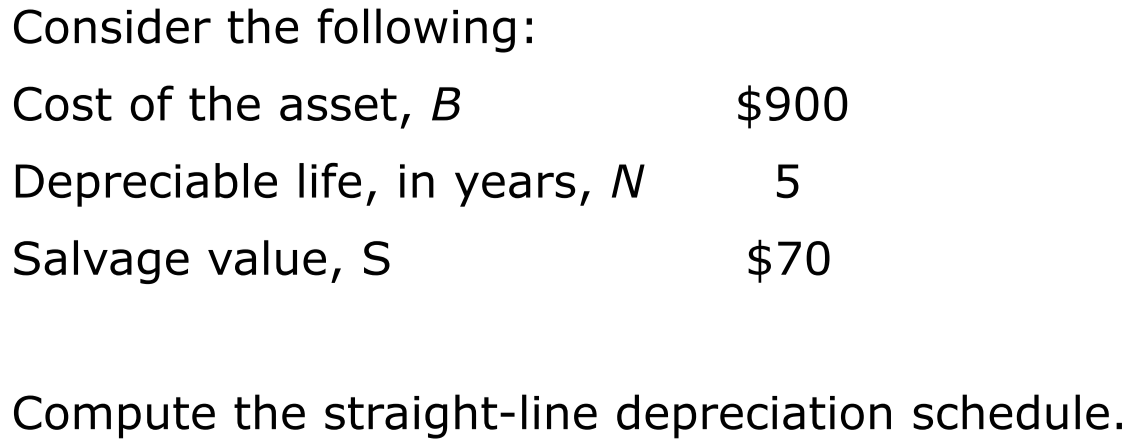 Consider the following:
Cost of the asset, B $900
Depreciable life, in years, N 5
Salvage value, S $70
Compute the straight-line depreciation schedule.